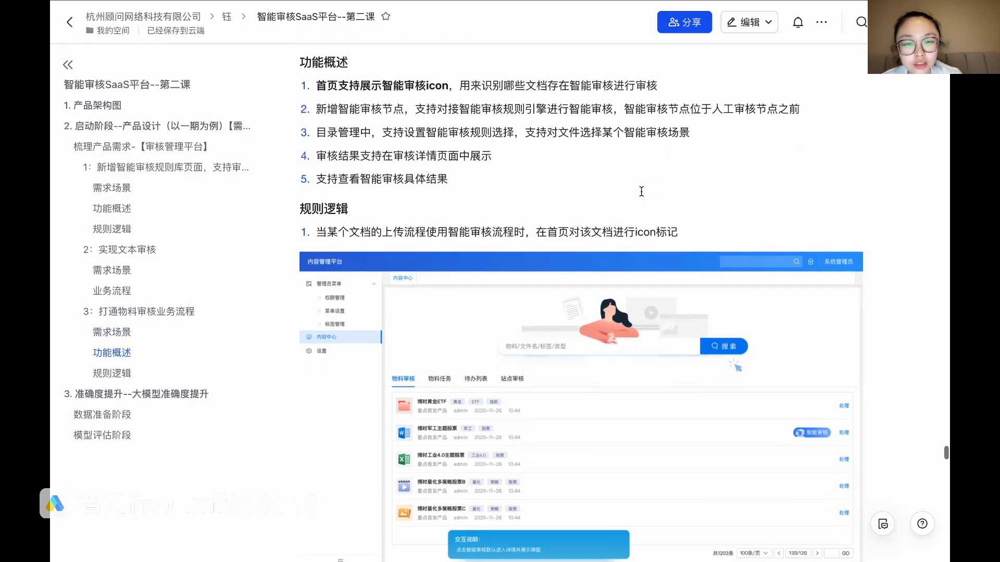 杭州顾问网络科技有限公司 > 钰 > 智能审核SaaS平台--第二课
我的空间 已经保存到云端
分享
编辑
智能审核SaaS平台--第二课
1. 产品架构图
2. 启动阶段--产品设计（以一期为例）【需...
梳理产品需求-【审核管理平台】
1：新增智能审核规则库页面，支持审...
需求场景
功能概述
规则逻辑
2：实现文本审核
需求场景
业务流程
3：打通物料审核业务流程
需求场景
功能概述
规则逻辑
3. 准确度提升--大模型准确度提升
数据准备阶段
模型评估阶段
功能概述
1. 首页支持展示智能审核icon，用来识别哪些文档存在智能审核进行审核
2. 新增智能审核节点，支持对接智能审核规则引擎进行智能审核，智能审核节点位于人工审核节点之前
3. 目录管理中，支持设置智能审核规则选择，支持对文件选择某个智能审核场景
4. 审核结果支持在审核详情页面中展示
5. 支持查看智能审核具体结果
规则逻辑
1. 当某个文档的上传流程使用智能审核流程时，在首页对该文档进行icon标记
内容管理平台
系统管理员
管理员菜单
权限管理
菜单设置
标签管理
内容中心
设置
内容中心
物料/文件名/标签/类型
搜索
物料审核 物料任务 待办列表 站点审核
博时黄金ETF 黄金 ETF 指数
重点首发产品 admin 2020-11-26 10:44
处理
博时军工主题股票 军工 股票
重点首发产品 admin 2020-11-26 10:44
智能审核 处理
博时工业4.0主题股票 工业4.0 股票
重点首发产品 admin 2020-11-26 10:44
处理
博时量化多策略股票B 量化 策略 股票
重点首发产品 admin 2020-11-26 10:44
处理
博时量化多策略股票C 量化 策略 股票
重点首发产品 admin 2020-11-26 10:44
处理
交互说明：
点击智能审核默认进入详情并展示弹窗
共1203条 100条/页 < 133/120 > GO